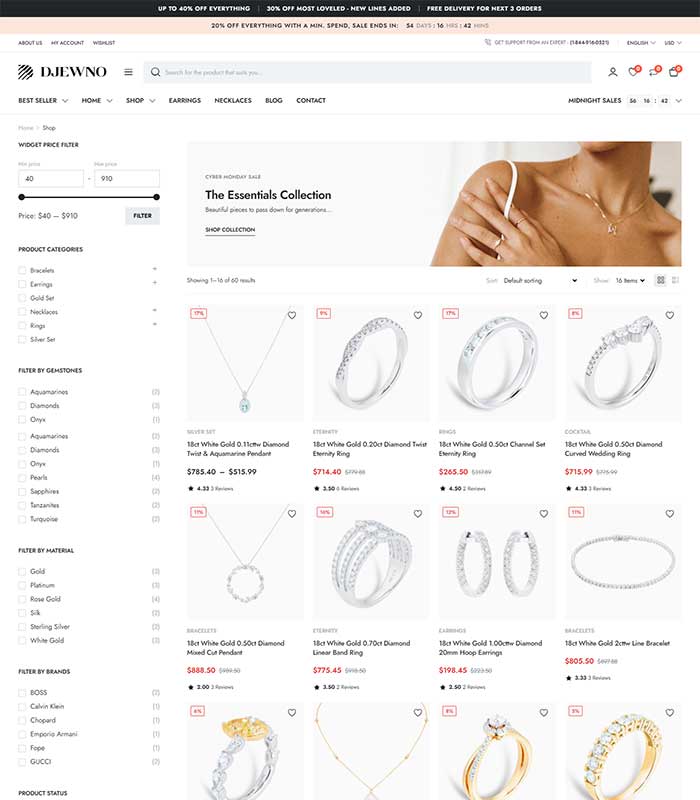 UP TO 40% OFF EVERYTHING | 30% OFF MOST LOVELED - NEW LINES ADDED | FREE DELIVERY FOR NEXT 3 ORDERS
20% OFF EVERYTHING WITH A MIN. SPEND, SALE ENDS IN: 54 DAYS : 16 HRS : 42 MINS
ABOUT US MY ACCOUNT WISHLIST
GET SUPPORT FROM AN EXPERT : (1844-916-0321) ENGLISH USD
DJEWNO
Search for the product that suits you...
0 0 0
BEST SELLER HOME SHOP EARRINGS NECKLACES BLOG CONTACT
MIDNIGHT SALES 56 16 : 42
Home > Shop
WIDGET PRICE FILTER
Min price Max price
40 - 910
Price: $40 — $910 FILTER
PRODUCT CATEGORIES
Bracelets
Earrings
Gold Set
Necklaces
Rings
Silver Set
FILTER BY GEMSTONES
Aquamarines (2)
Diamonds (3)
Onyx (1)
Aquamarines (2)
Diamonds (3)
Onyx (1)
Pearls (4)
Sapphires (2)
Tanzanites (2)
Turquoise (2)
FILTER BY MATERIAL
Gold (3)
Platinum (3)
Rose Gold (4)
Silk (2)
Sterling Silver (2)
White Gold (3)
FILTER BY BRANDS
BOSS (2)
Calvin Klein (1)
Chopard (1)
Emporio Armani (1)
Fope (1)
GUCCI (2)
PRODUCT STATUS
CYBER MONDAY SALE
The Essentials Collection
Beautiful pieces to pass down for generations...
SHOP COLLECTION
Showing 1–16 of 60 results
Sort: Default sorting Show: 16 Items
17%
SILVER SET
18ct White Gold 0.11cttw Diamond
Twist & Aquamarine Pendant
$785.40 – $515.99
4.33 3 Reviews
9%
ETERNITY
18ct White Gold 0.20ct Diamond Twist
Eternity Ring
$714.40 $779.88
3.50 6 Reviews
17%
RINGS
18ct White Gold 0.50ct Channel Set
Eternity Ring
$265.50 $317.89
4.50 2 Reviews
8%
COCKTAIL
18ct White Gold 0.50ct Diamond
Curved Wedding Ring
$715.99 $775.99
4.33 3 Reviews
11%
BRACELETS
18ct White Gold 0.50ct Diamond
Mixed Cut Pendant
$888.50 $989.50
2.00 3 Reviews
16%
ETERNITY
18ct White Gold 0.70ct Diamond
Linear Band Ring
$775.45 $918.50
3.50 2 Reviews
12%
EARRINGS
18ct White Gold 1.00cttw Diamond
20mm Hoop Earrings
$198.45 $223.50
2.50 2 Reviews
11%
BRACELETS
18ct White Gold 2cttw Line Bracelet
$805.50 $897.88
3.33 3 Reviews
6%
8%
5%